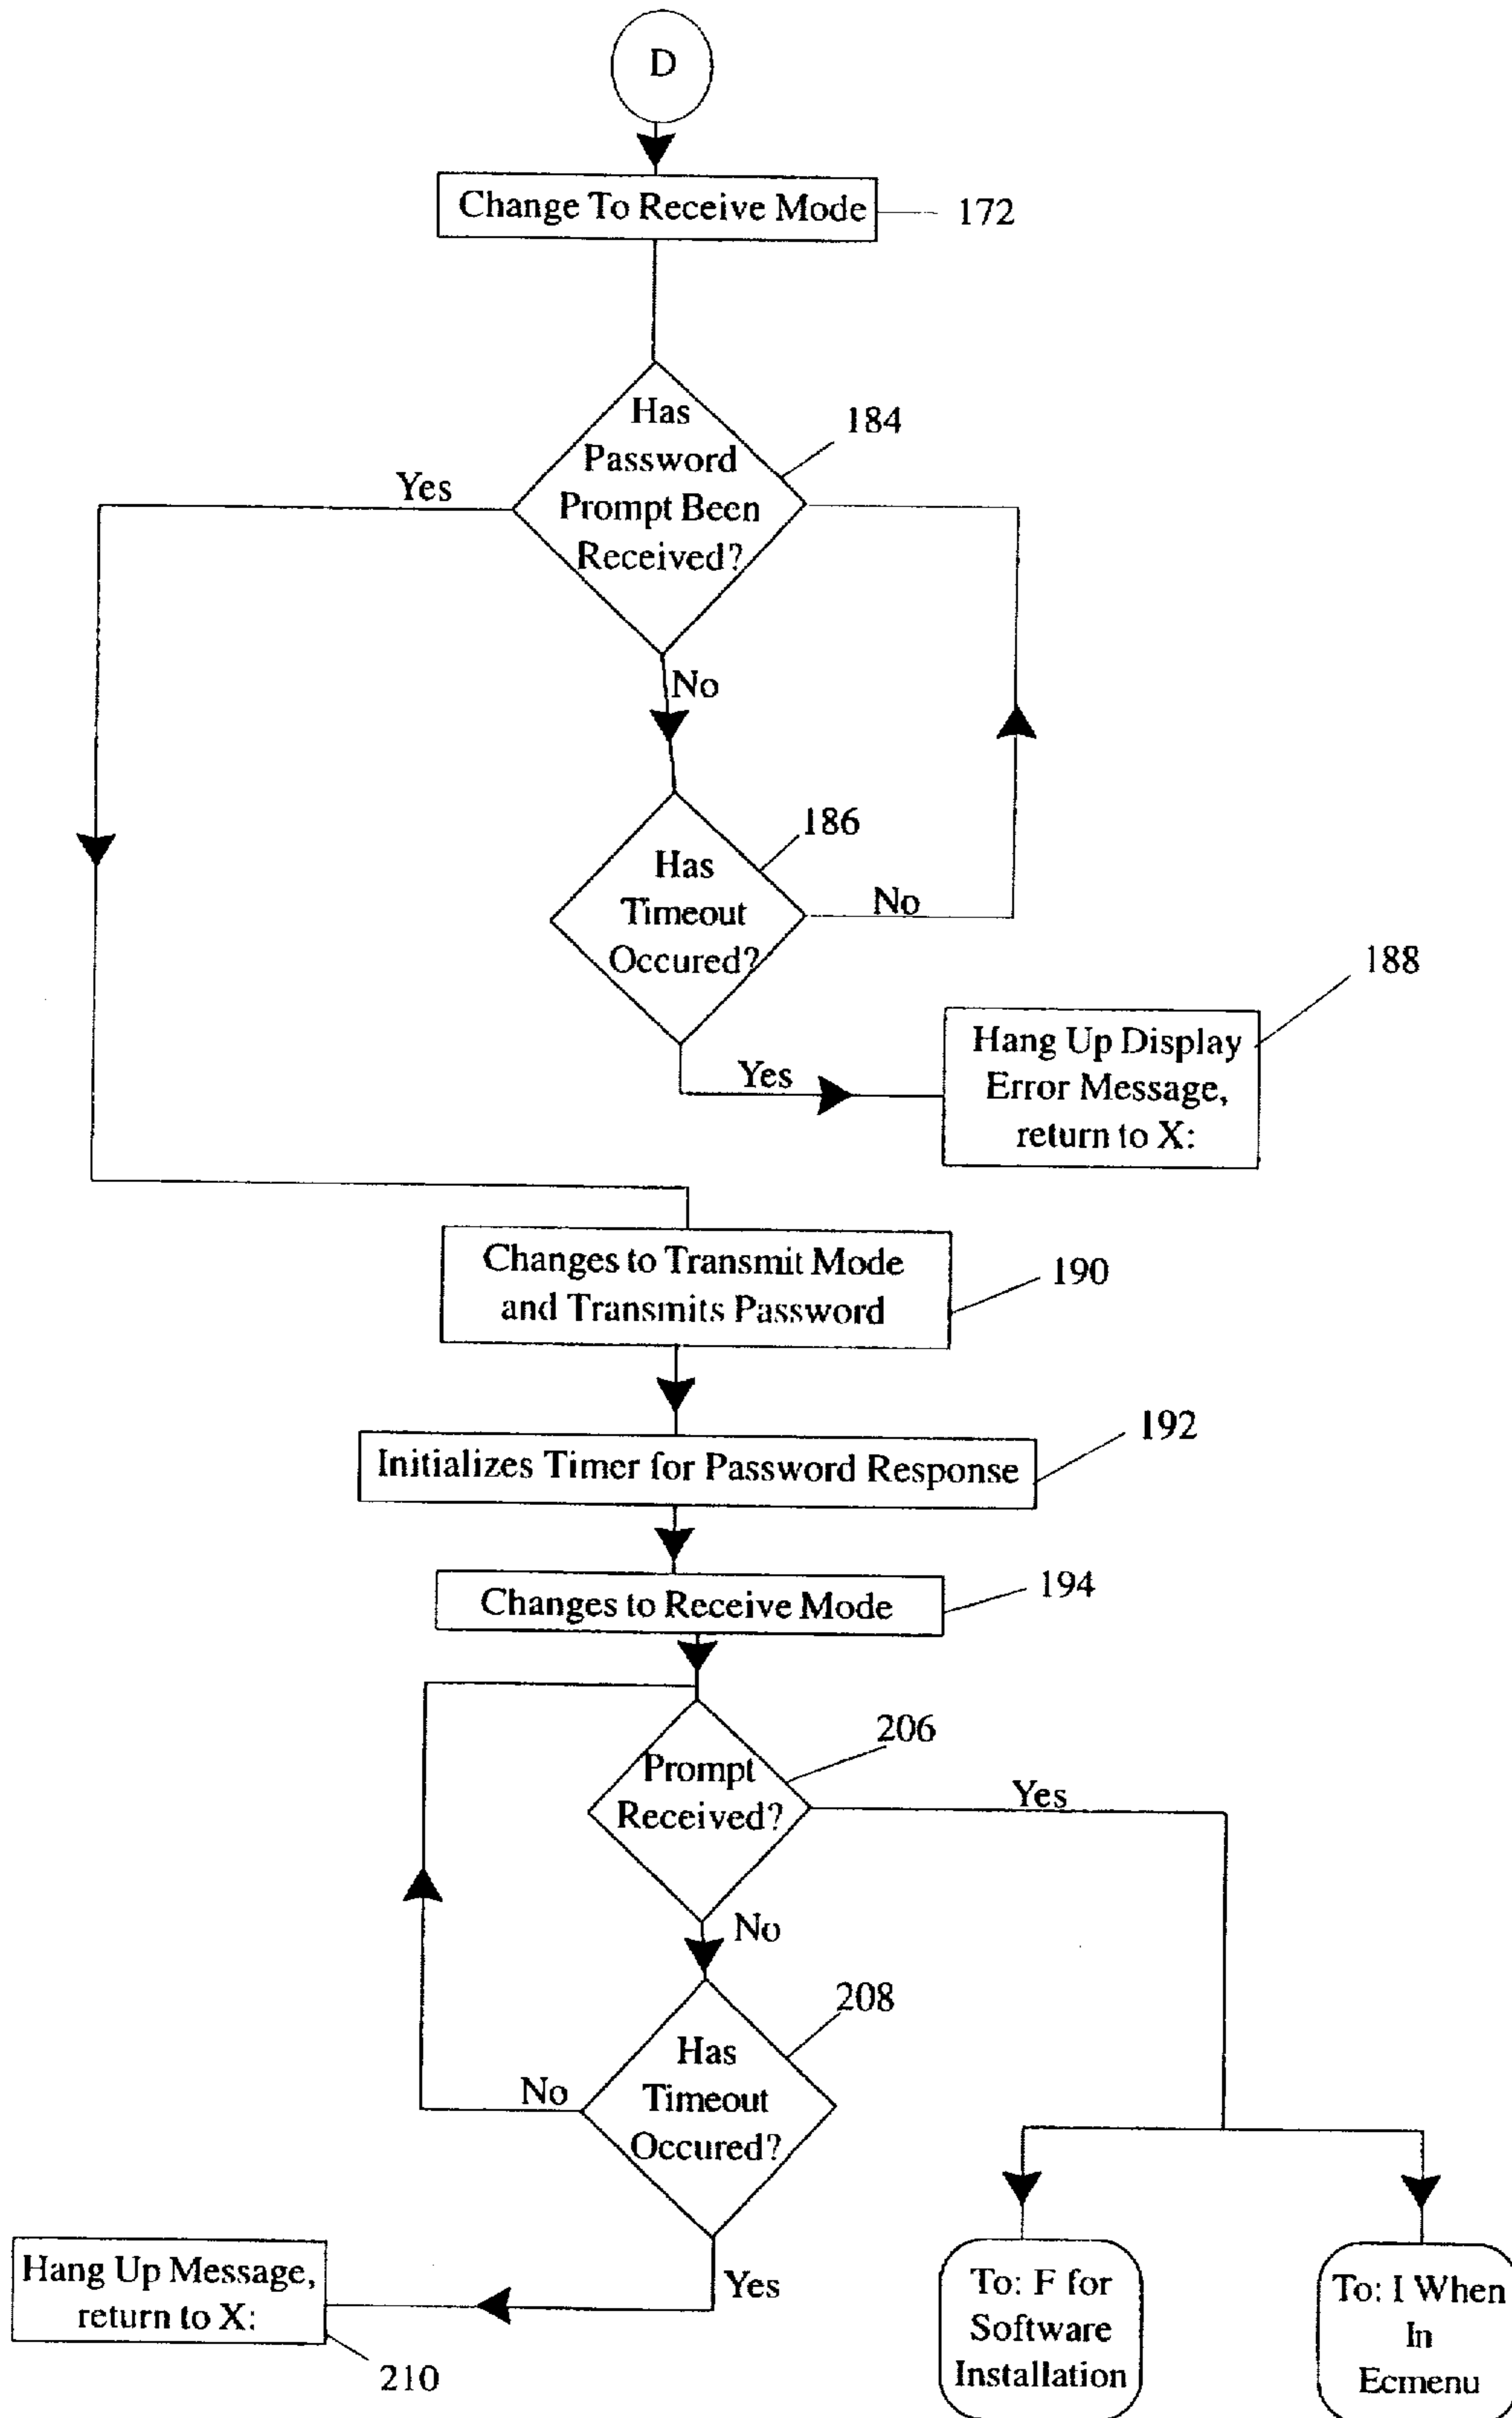 D
Change To Receive Mode
172
Has
Password
Prompt Been
Received?
184
Yes
No
Has
Timeout
Occured?
186
No
Yes
Hang Up Display
Error Message,
return to X:
188
Changes to Transmit Mode
and Transmits Password
190
Initializes Timer for Password Response
192
Changes to Receive Mode
194
Prompt
Received?
206
Yes
No
Has
Timeout
Occured?
208
No
Yes
Hang Up Message,
return to X:
210
To: F for
Software
Installation
To: I When
In
Ecmenu